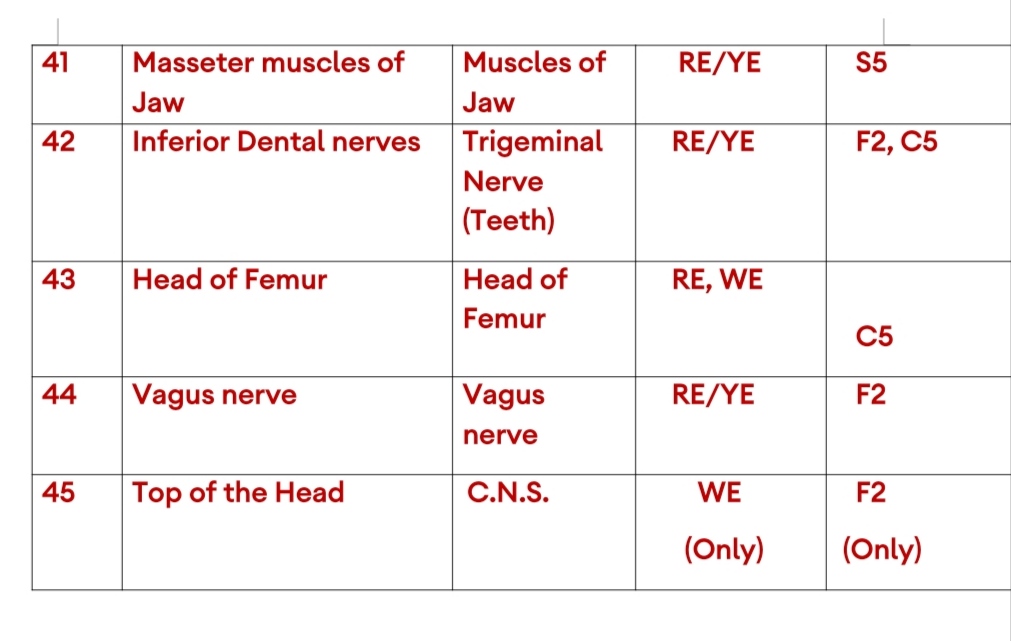 41 Masseter muscles of Muscles of RE/YE S5
Jaw Jaw
42 Inferior Dental nerves Trigeminal RE/YE F2, C5
Nerve
(Teeth)
43 Head of Femur Head of RE, WE
Femur
C5
44 Vagus nerve Vagus RE/YE F2
nerve
45 Top of the Head C.N.S. WE F2
(Only) (Only)